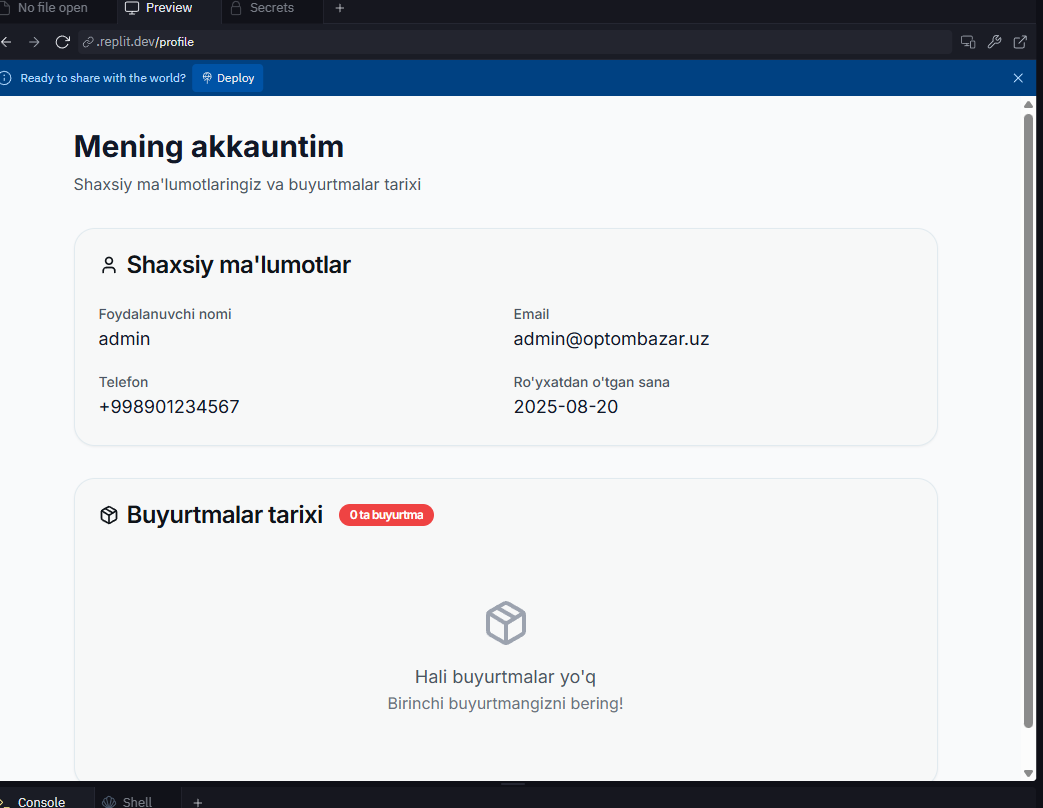 No file open
Preview
Secrets
.replit.dev/profile
Ready to share with the world?
Deploy
Mening akkauntim
Shaxsiy ma'lumotlaringiz va buyurtmalar tarixi
Shaxsiy ma'lumotlar
Foydalanuvchi nomi
admin
Email
admin@optombazar.uz
Telefon
+998901234567
Ro'yxatdan o'tgan sana
2025-08-20
Buyurtmalar tarixi
0 ta buyurtma
Hali buyurtmalar yo'q
Birinchi buyurtmangizni bering!
Console
Shell